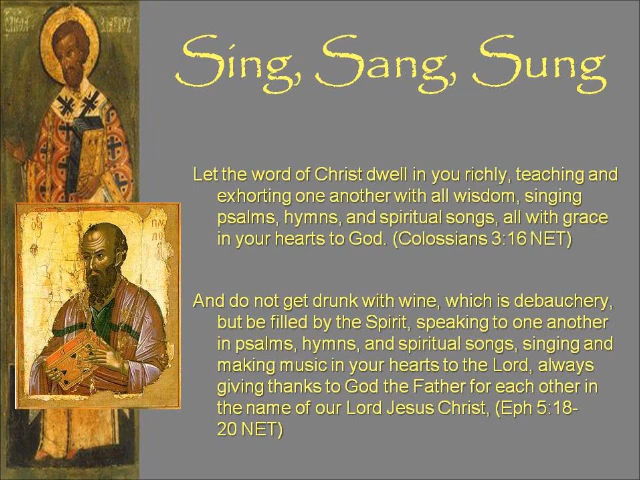 Sing, Sang, Sung
Let the word of Christ dwell in you richly, teaching and
exhorting one another with all wisdom, singing
psalms, hymns, and spiritual songs, all with grace
in your hearts to God. (Colossians 3:16 NET)
And do not get drunk with wine, which is debauchery,
but be filled by the Spirit, speaking to one another
in psalms, hymns, and spiritual songs, singing and
making music in your hearts to the Lord, always
giving thanks to God the Father for each other in
the name of our Lord Jesus Christ, (Eph 5:18-
20 NET)